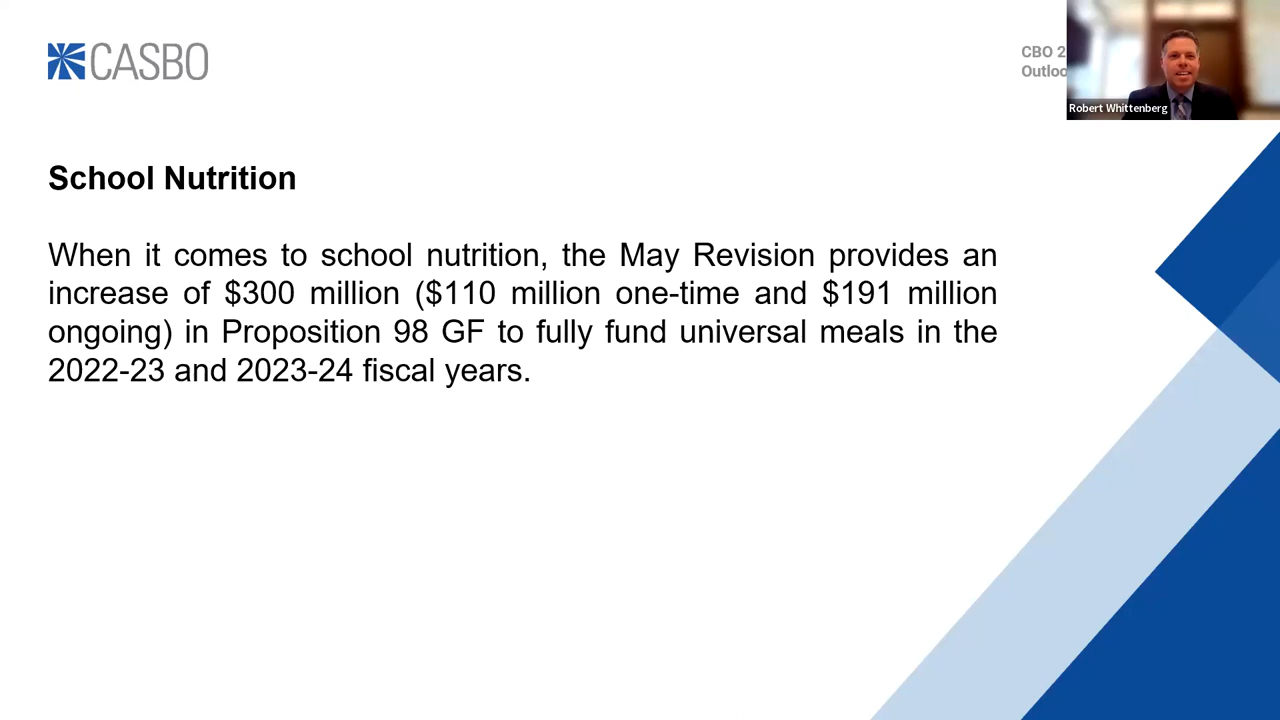 CASBO
CBO 2
Outloo
Robert Whittenberg
School Nutrition
When it comes to school nutrition, the May Revision provides an
increase of $300 million ($110 million one-time and $191 million
ongoing) in Proposition 98 GF to fully fund universal meals in the
2022-23 and 2023-24 fiscal years.